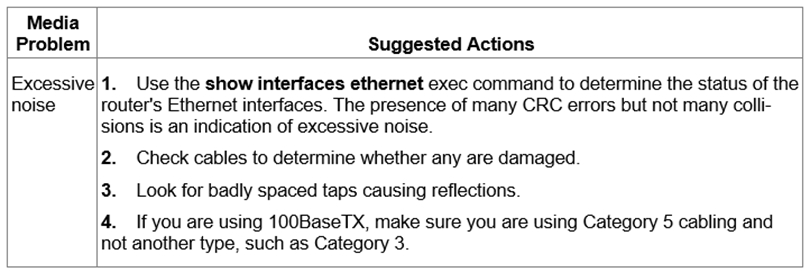 Media
Problem
Suggested Actions
Excessive
noise
1. Use the show interfaces ethernet exec command to determine the status of the
router's Ethernet interfaces. The presence of many CRC errors but not many colli-
sions is an indication of excessive noise.
2. Check cables to determine whether any are damaged.
3. Look for badly spaced taps causing reflections.
4. If you are using 100BaseTX, make sure you are using Category 5 cabling and
not another type, such as Category 3.